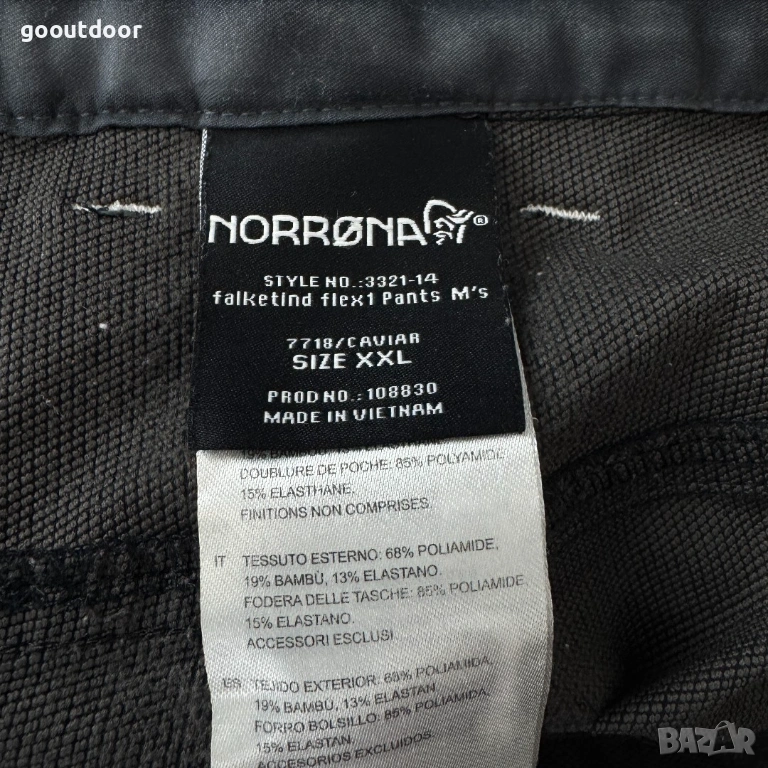 gooutdoor
NORRØNA®
STYLE NO.:3321-14
falketind flex1 Pants M's
7718/CAVIAR
SIZE XXL
PROD NO.: 108830
MADE IN VIETNAM
DOUBLURE DE POCHE: 85% POLYAMIDE,
15% ELASTHANE.
FINITIONS NON COMPRISES.
IT TESSUTO ESTERNO: 68% POLIAMIDE,
19% BAMBÙ, 13% ELASTANO.
FODERA DELLE TASCHE: 85% POLIAMIDE
15% ELASTANO.
ACCESSORI ESCLUSI
ES TEJIDO EXTERIOR: 68% POLIAMIDA,
19% BAMBÚ, 13% ELASTAN.
FORRO BOLSILLO: 85% POLIAMIDA,
15% ELASTAN.
ACCESORIOS EXCLUIDOS.
BAZAR